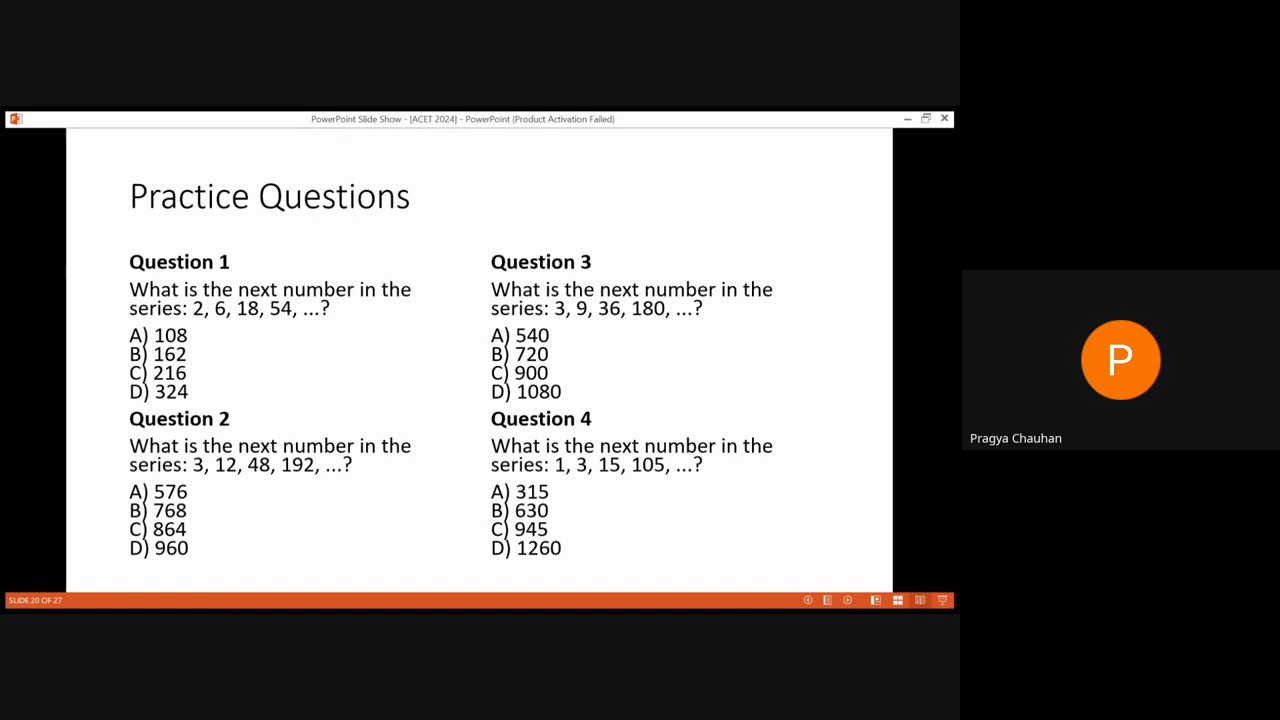 PowerPoint Slide Show - [ACET 2024] - PowerPoint (Product Activation Failed)
Practice Questions
Question 1
What is the next number in the
series: 2, 6, 18, 54, ...?
A) 108
B) 162
C) 216
D) 324
Question 2
What is the next number in the
series: 3, 12, 48, 192, ...?
A) 576
B) 768
C) 864
D) 960
Question 3
What is the next number in the
series: 3, 9, 36, 180, ...?
A) 540
B) 720
C) 900
D) 1080
Question 4
What is the next number in the
series: 1, 3, 15, 105, ...?
A) 315
B) 630
C) 945
D) 1260
SLIDE 20 OF 27
P
Pragya Chauhan